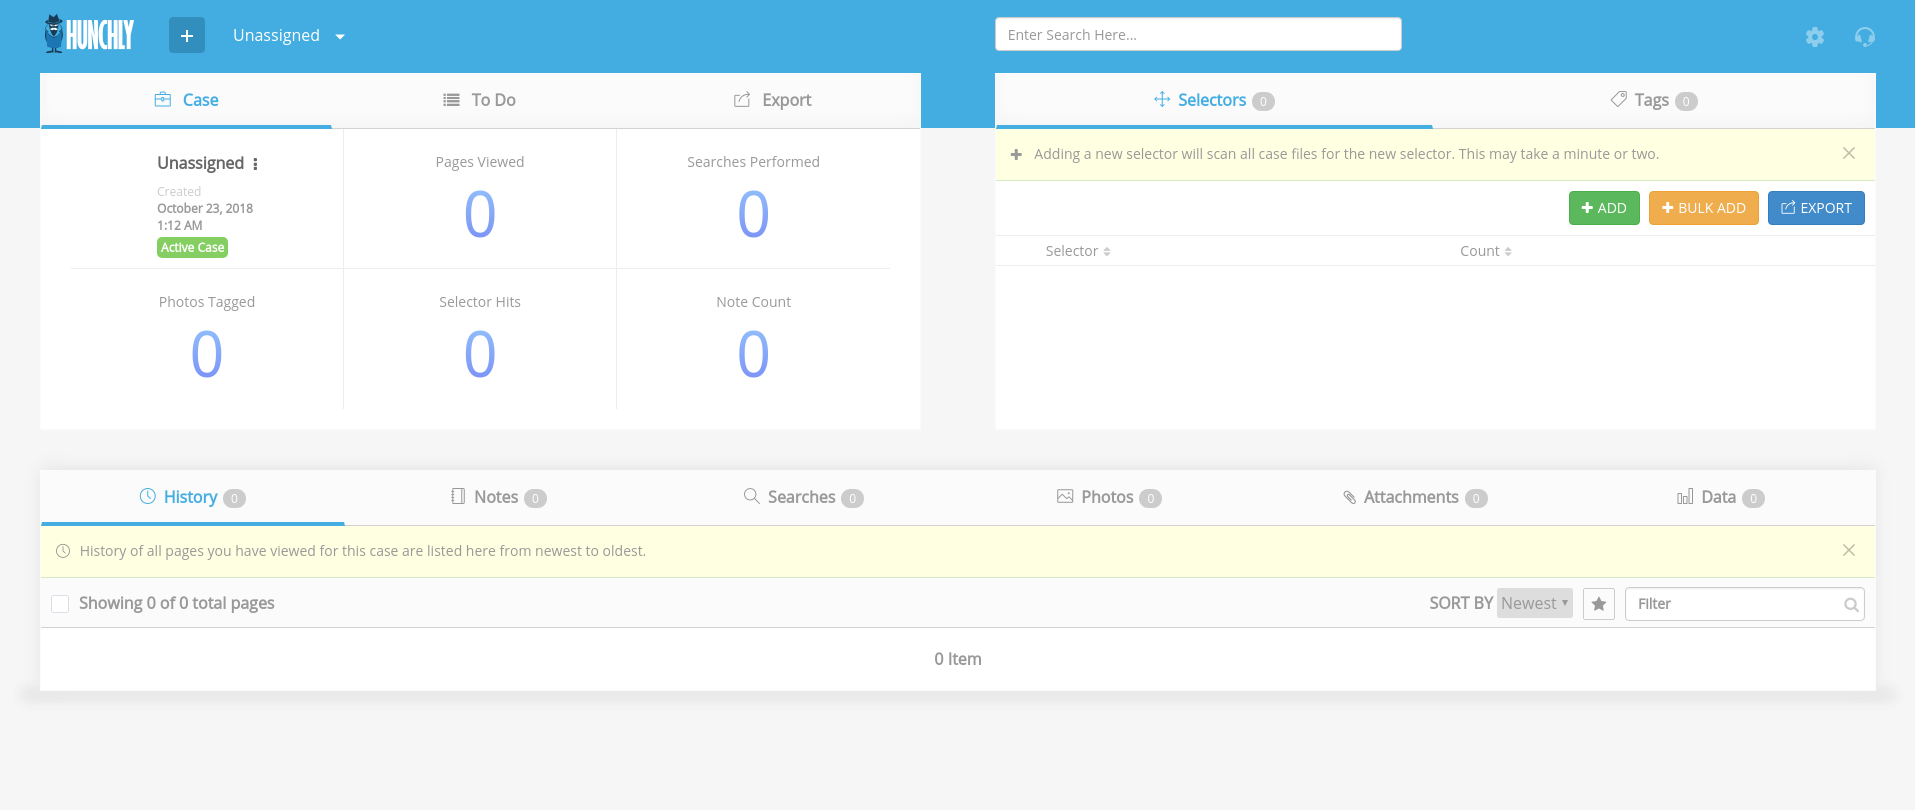 HUNCHLY
Unassigned
Enter Search Here...
Case
To Do
Export
Selectors 0
Tags 0
Unassigned
Created
October 23, 2018
1:12 AM
Active Case
Pages Viewed
0
Searches Performed
0
Photos Tagged
0
Selector Hits
0
Note Count
0
Adding a new selector will scan all case files for the new selector. This may take a minute or two.
ADD
BULK ADD
EXPORT
Selector
Count
History 0
Notes 0
Searches 0
Photos 0
Attachments 0
Data 0
History of all pages you have viewed for this case are listed here from newest to oldest.
Showing 0 of 0 total pages
SORT BY Newest
Filter
0 Item